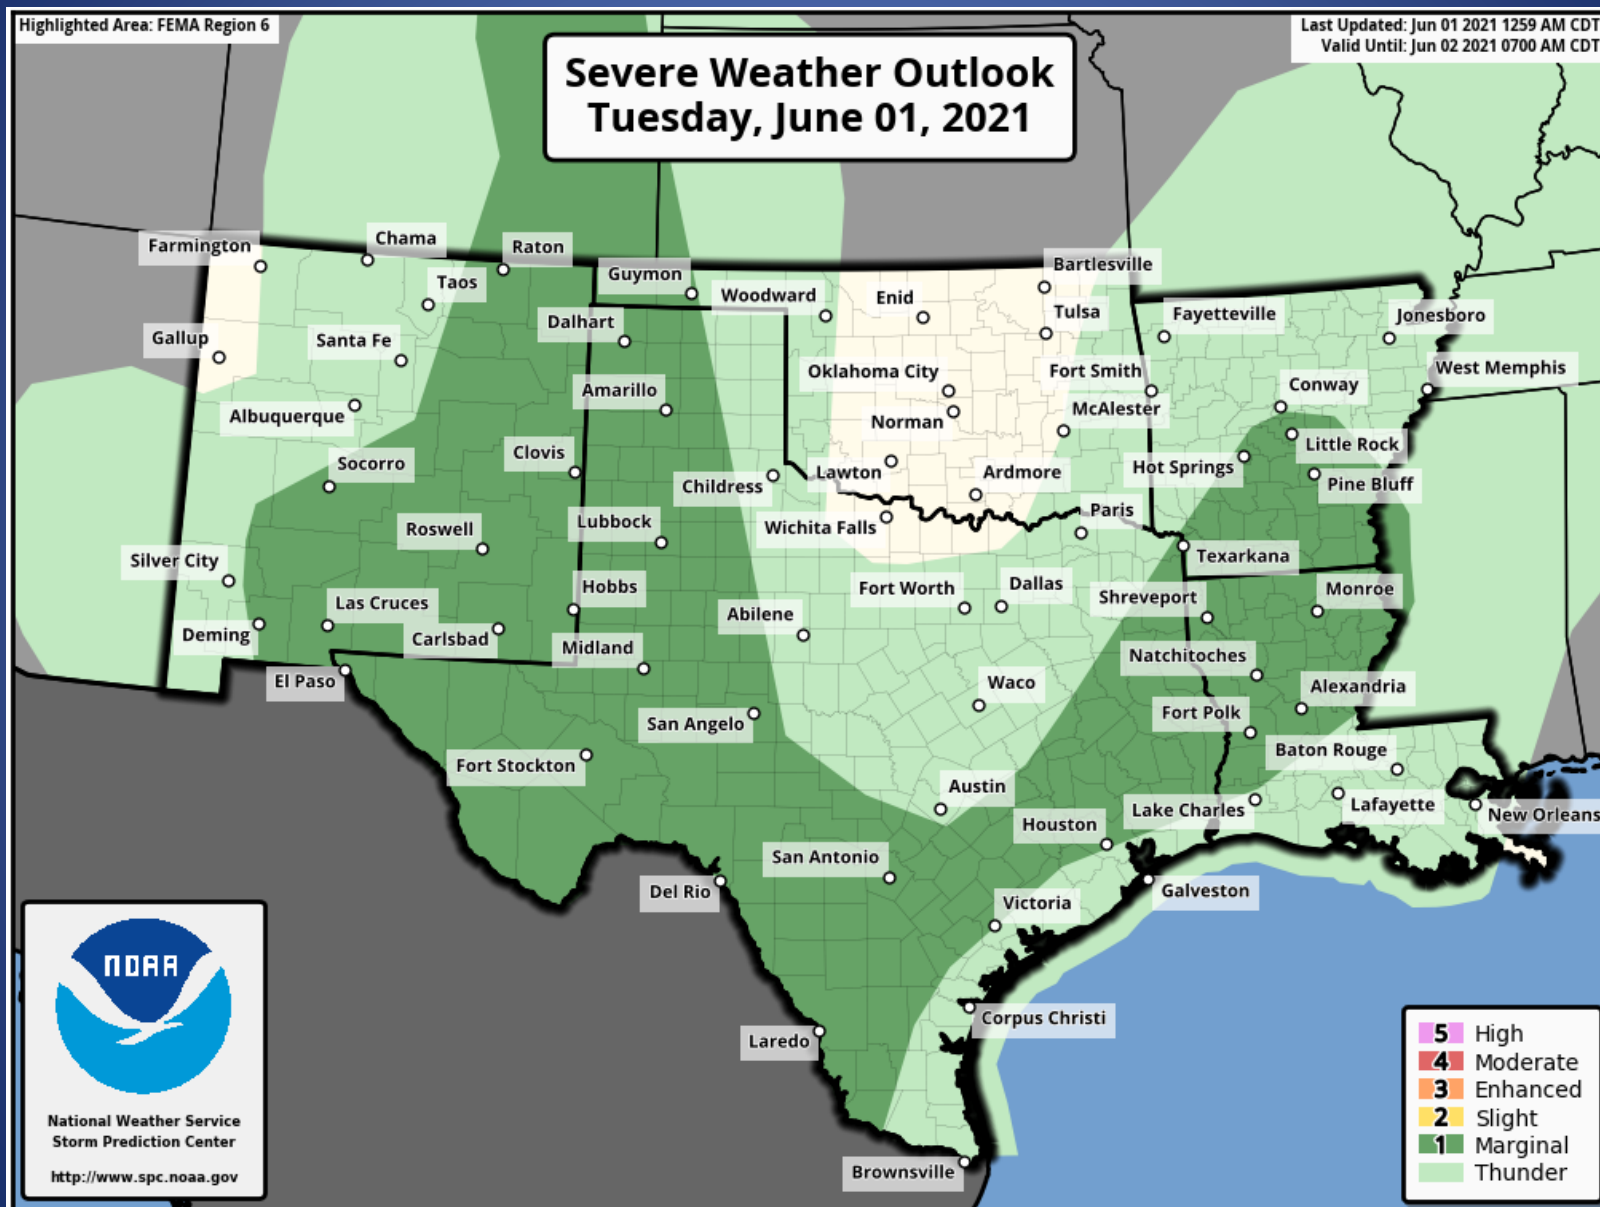 Highlighted Area: FEMA Region 6
Last Updated: Jun 01 2021 1259 AM CDT
Valid Until: Jun 02 2021 0700 AM CDT
Severe Weather Outlook
Tuesday, June 01, 2021
Farmington
Chama
Raton
Taos
Guymon
Woodward
Enid
Bartlesville
Tulsa
Fayetteville
Jonesboro
Gallup
Santa Fe
Dalhart
Oklahoma City
Fort Smith
West Memphis
Amarillo
Conway
Albuquerque
Norman
McAlester
Little Rock
Socorro
Clovis
Childress
Lawton
Ardmore
Hot Springs
Pine Bluff
Roswell
Lubbock
Wichita Falls
Paris
Silver City
Texarkana
Las Cruces
Hobbs
Fort Worth
Dallas
Shreveport
Monroe
Deming
Carlsbad
Midland
Abilene
Natchitoches
El Paso
San Angelo
Waco
Alexandria
Fort Polk
Fort Stockton
Baton Rouge
Austin
Lake Charles
Lafayette
New Orleans
Houston
San Antonio
Del Rio
Galveston
Victoria
Corpus Christi
Laredo
Brownsville
NOAA
National Weather Service
Storm Prediction Center
http://www.spc.noaa.gov
5 High
4 Moderate
3 Enhanced
2 Slight
1 Marginal
Thunder